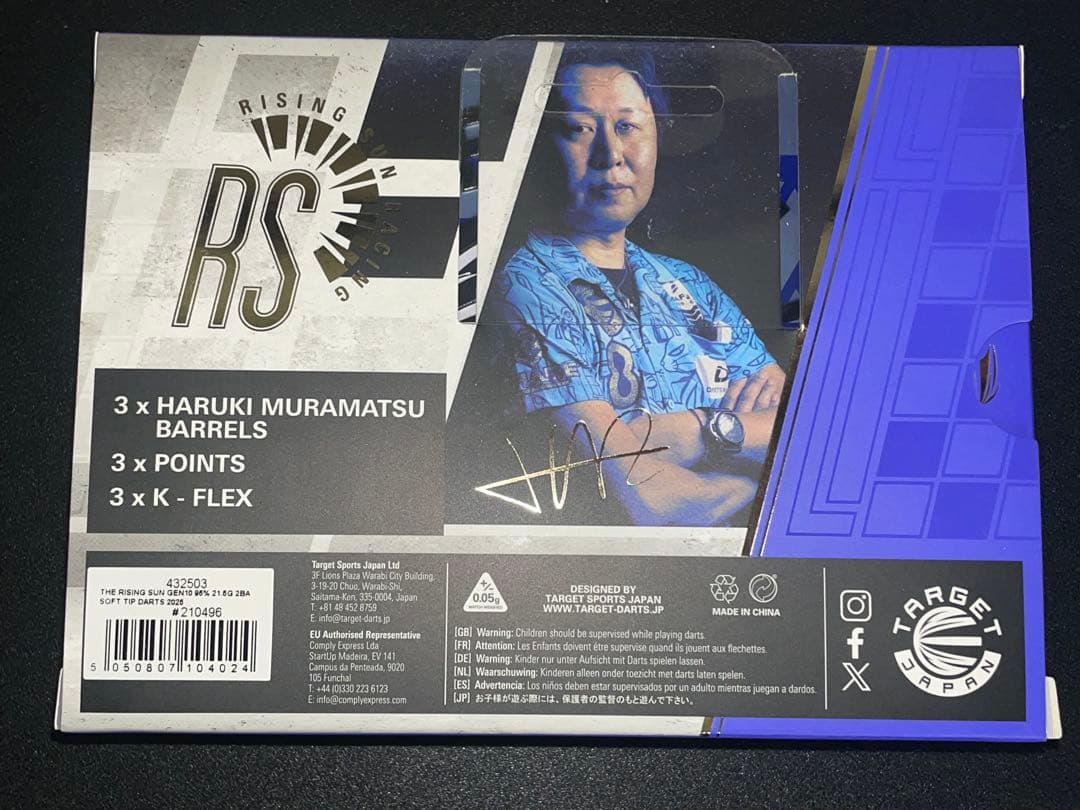 RISING SUN RACING
RS
3 x HARUKI MURAMATSU
BARRELS
3 x POINTS
3 x K - FLEX
432503
THE RISING SUN GEN10 95% 21.5G 2BA
SOFT TIP DARTS 2025
#210496
5 050807 104024
Target Sports Japan Ltd
3F Lions Plaza Warabi City Building,
3-19-20 Chuo, Warabi-Shi,
Saitama-Ken, 335-0004, Japan
T: +81 48 452 8759
E: info@target-darts.jp
EU Authorised Representative
Comply Express Lda
StartUp Madeira, EV 141
Campus da Penteada, 9020
105 Funchal
T: +44 (0)330 223 6123
E: info@complyexpress.com
+/-
0.05g
MATCH WEIGHED
DESIGNED BY
TARGET SPORTS JAPAN
WWW.TARGET-DARTS.JP
MADE IN CHINA
[GB] Warning: Children should be supervised while playing darts.
[FR] Attention: Les Enfants doivent être supervise quand ils jouent aux flechettes.
[DE] Warning: Kinder nur unter Aufsicht mit Darts spielen lassen.
[NL] Waarschuwing: Kinderen alleen onder toezicht met darts laten spelen.
[ES] Advertencia: Los niños deben estar supervisados por un adulto mientras juegan a dardos.
[JP] お子様が遊ぶ際には、保護者の監督のもと遊んで下さい。
TARGET
JAPAN